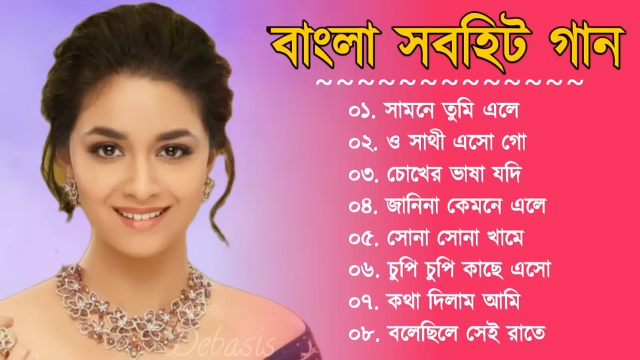 বাংলা সবহিট গান
~~~~~~~~~~~~~
০১. সামনে তুমি এলে
০২. ও সাথী এসো গো
০৩. চোখের ভাষা যদি
০৪. জানিনা কেমনে এলে
০৫. সোনা সোনা খামে
০৬. চুপি চুপি কাছে এসো
০৭. কথা দিলাম আমি
০৮. বলেছিলে সেই রাতে
Debasis